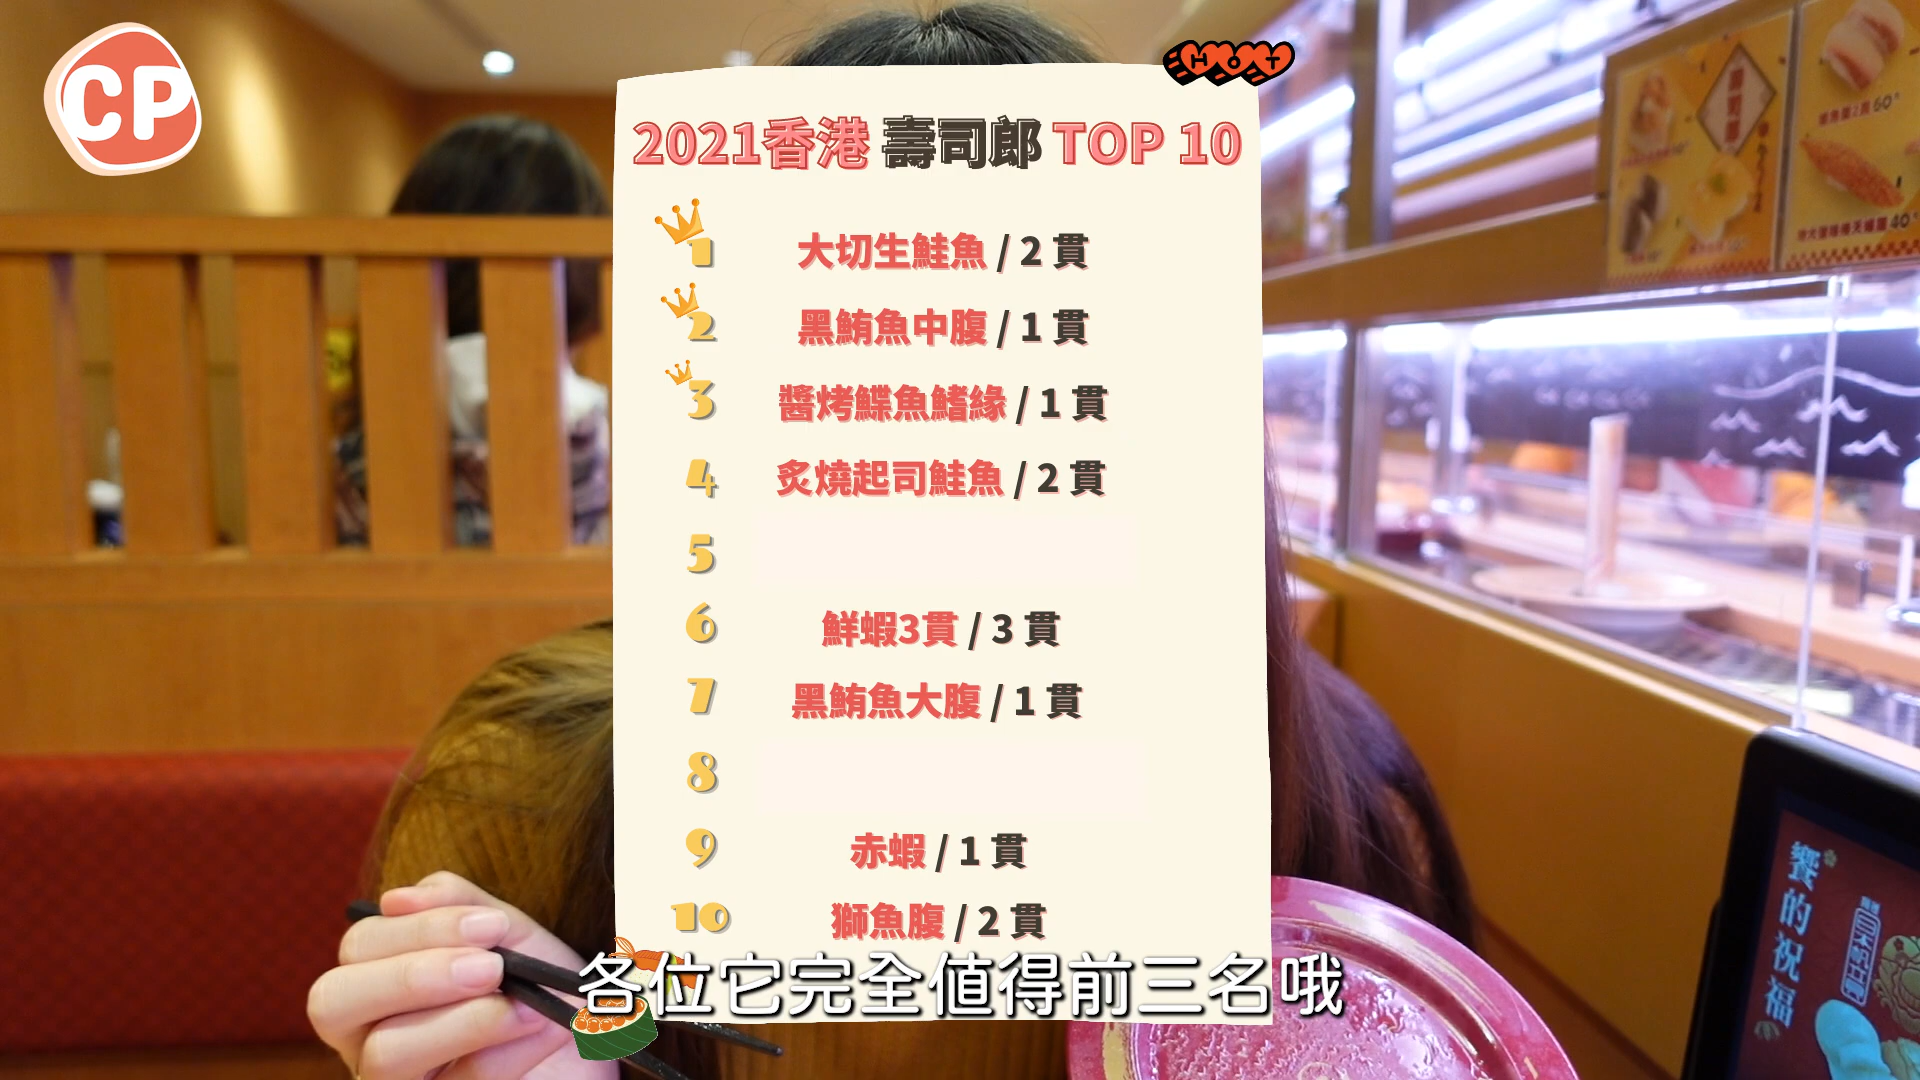 CP
HOT
2021香港 壽司郎 TOP 10
1 大切生鮭魚 / 2 貫
2 黑鮪魚中腹 / 1 貫
3 醬烤鰈魚鰭緣 / 1 貫
4 炙燒起司鮭魚 / 2 貫
5
6 鮮蝦3貫 / 3 貫
7 黑鮪魚大腹 / 1 貫
8
9 赤蝦 / 1 貫
10 獅魚腹 / 2 貫
各位它完全值得前三名哦
饗的祝福